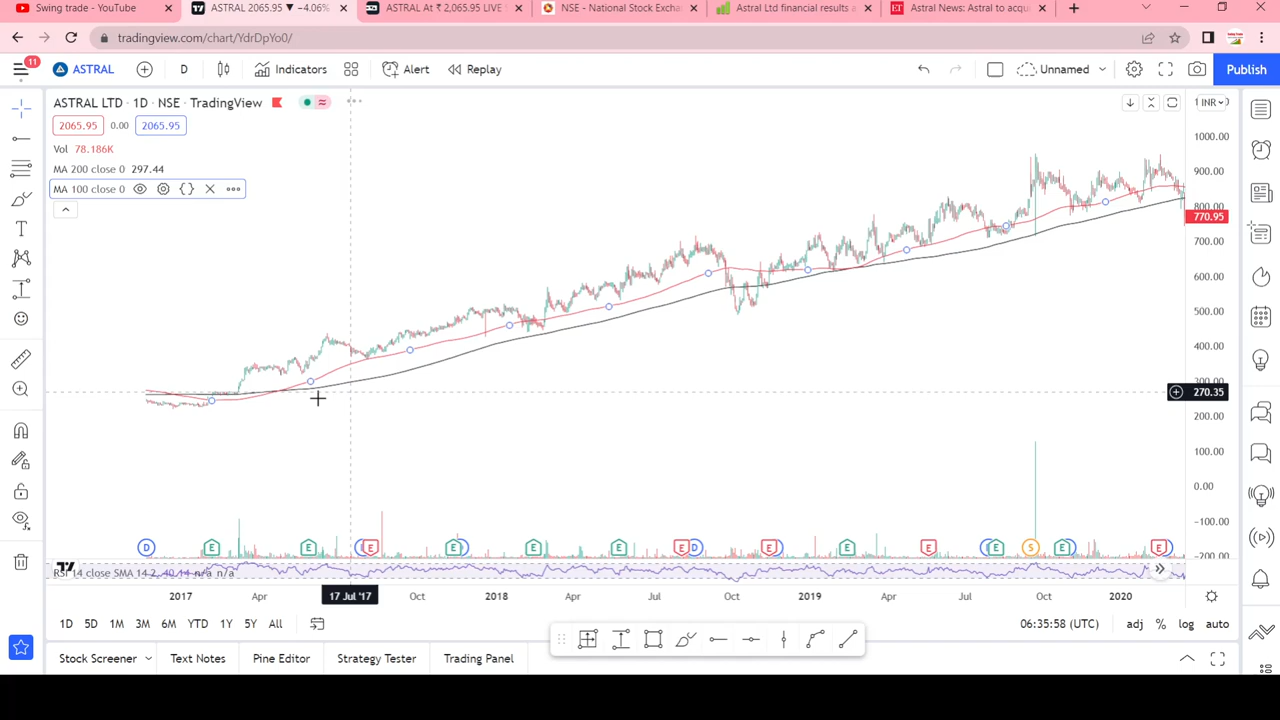 Swing trade - YouTube
ASTRAL 2065.95 ▼ −4.06%
ASTRAL At ₹ 2,065.95 LIVE
NSE - National Stock Excha
Astral Ltd financial results a
Astral News: Astral to acqu
tradingview.com/chart/YdrDpYo0/
11
ASTRAL
D
Indicators
Alert
Replay
Unnamed
Publish
ASTRAL LTD · 1D · NSE · TradingView
INR
2065.95
0.00
2065.95
Vol 78.186K
MA 200 close 0 297.44
MA 100 close 0
1000.00
900.00
800.00
770.95
700.00
600.00
500.00
400.00
300.00
270.35
200.00
100.00
0.00
−100.00
−200.00
D E E E E D E E D E E E E S E E
RSI 14 close SMA 14 2 40.14 n/a n/a
2017
Apr
17 Jul '17
Oct
2018
Apr
Jul
Oct
2019
Apr
Jul
Oct
2020
1D 5D 1M 3M 6M YTD 1Y 5Y All
06:35:58 (UTC)
adj % log auto
Stock Screener
Text Notes
Pine Editor
Strategy Tester
Trading Panel